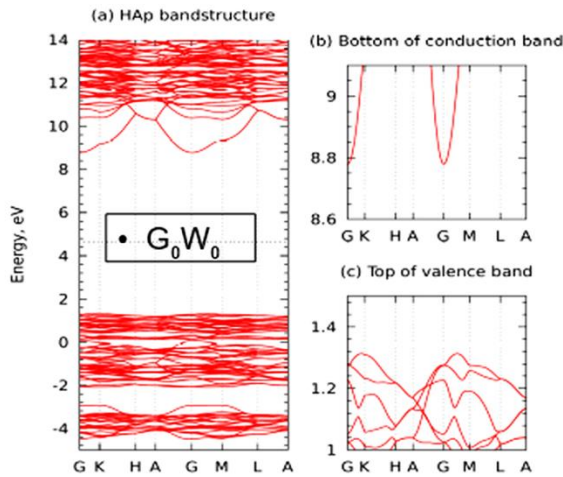 (a) HAp bandstructure
14
12
10
8
6
4
2
0
-2
-4
Energy, eV
• G₀W₀
G K H A G M L A
(b) Bottom of conduction band
9
8.8
8.6
G K H A G M L A
(c) Top of valence band
1.4
1.2
1
G K H A G M L A